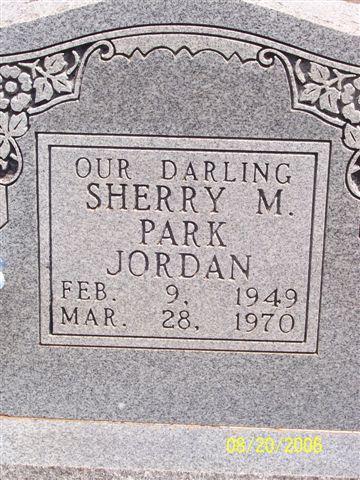 OUR DARLING
SHERRY M.
PARK
JORDAN
FEB. 9, 1949
MAR. 28, 1970
08/20/2006